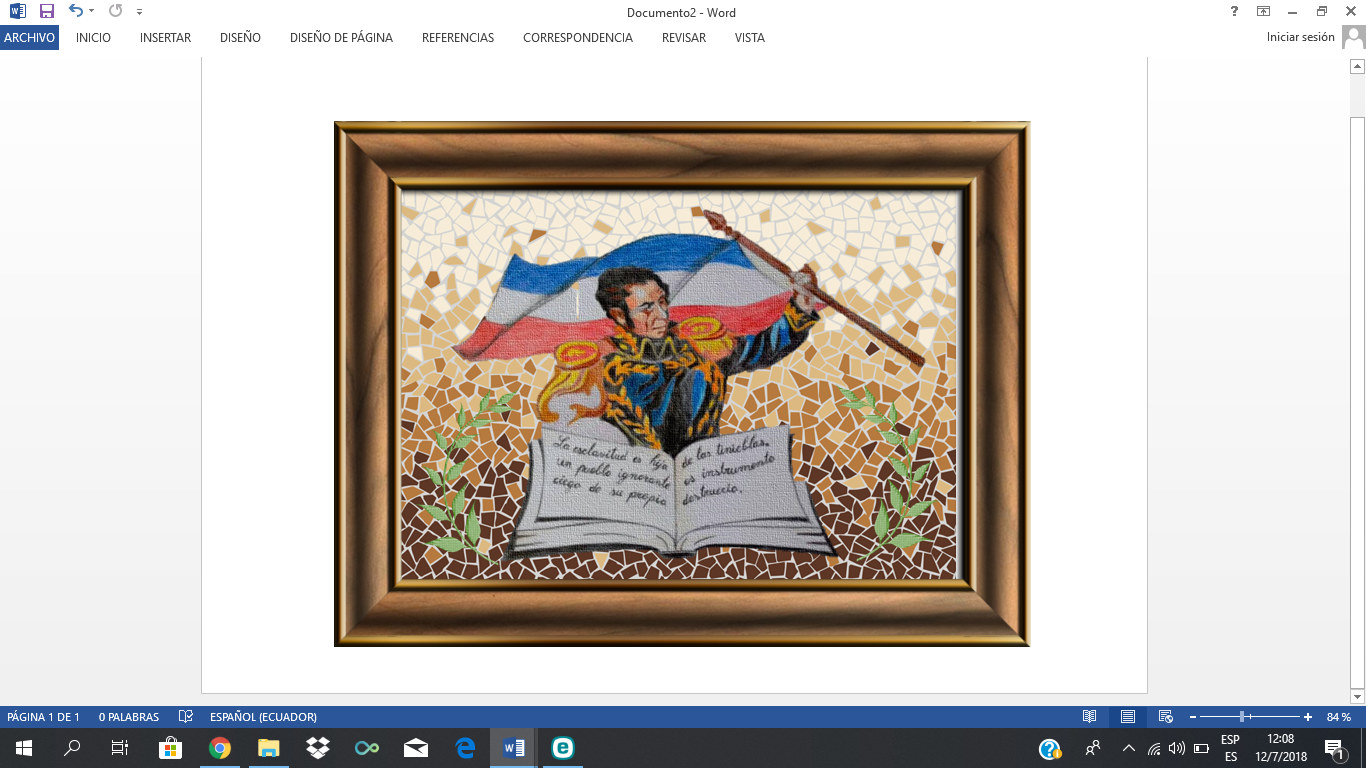 Documento2 - Word
ARCHIVO INICIO INSERTAR DISEÑO DISEÑO DE PÁGINA REFERENCIAS CORRESPONDENCIA REVISAR VISTA Iniciar sesión
La esclavitud es hija
un pueblo ignorante
ciego de su propia
de las tinieblas.
es instrumento
destruccio.
PÁGINA 1 DE 1 0 PALABRAS ESPAÑOL (ECUADOR) 84 %
ESP 12:08
ES 12/7/2018 1